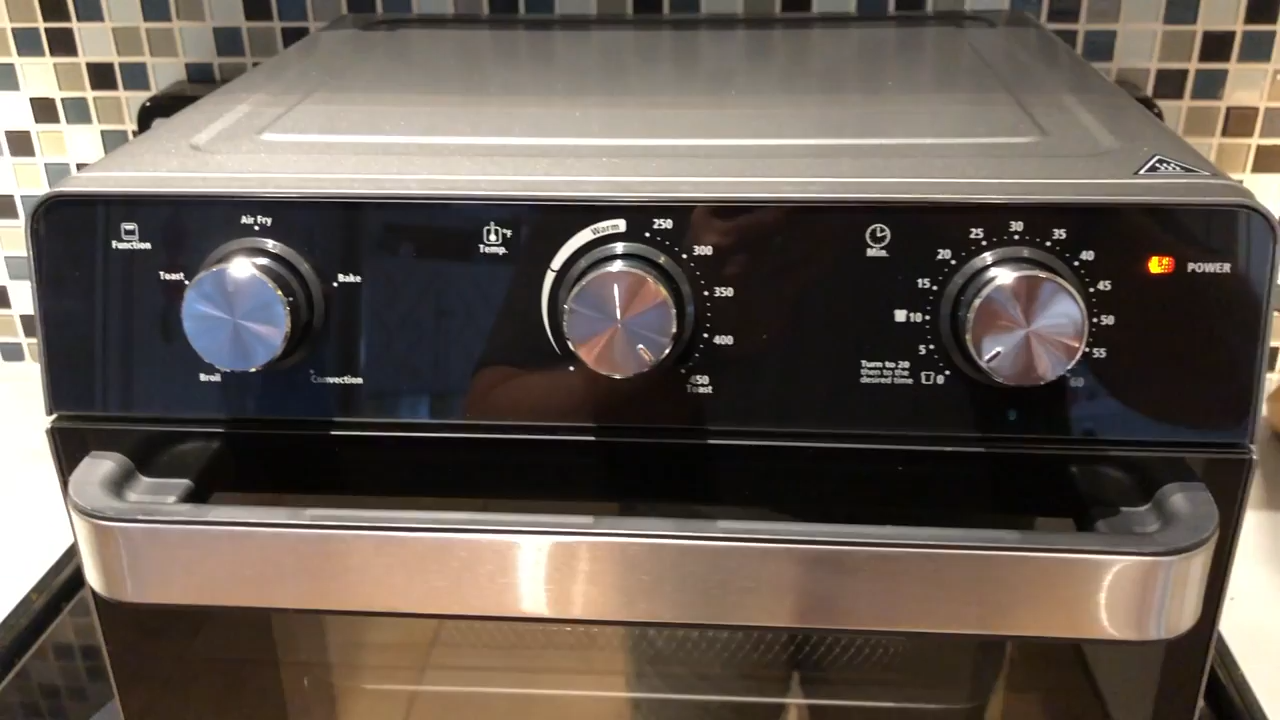 Function
Air Fry
Toast
Bake
Broil
Convection
°F
Temp.
Warm
250
300
350
400
450
Toast
Min.
0
5
10
15
20
25
30
35
40
45
50
55
60
Turn to 20
then to the
desired time
POWER